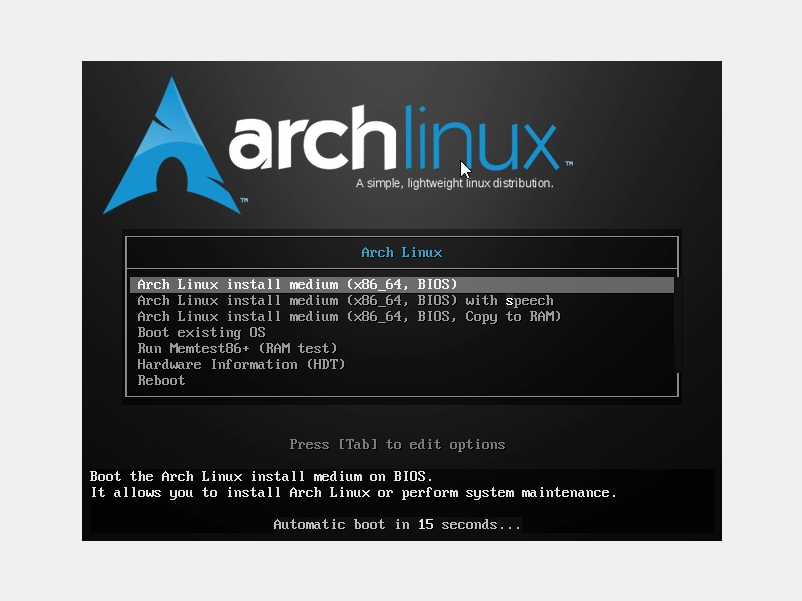 archlinux™
A simple, lightweight linux distribution.
™
Arch Linux
Arch Linux install medium (x86_64, BIOS)
Arch Linux install medium (x86_64, BIOS) with speech
Arch Linux install medium (x86_64, BIOS, Copy to RAM)
Boot existing OS
Run Memtest86+ (RAM test)
Hardware Information (HDT)
Reboot
Press [Tab] to edit options
Boot the Arch Linux install medium on BIOS.
It allows you to install Arch Linux or perform system maintenance.
Automatic boot in 15 seconds...